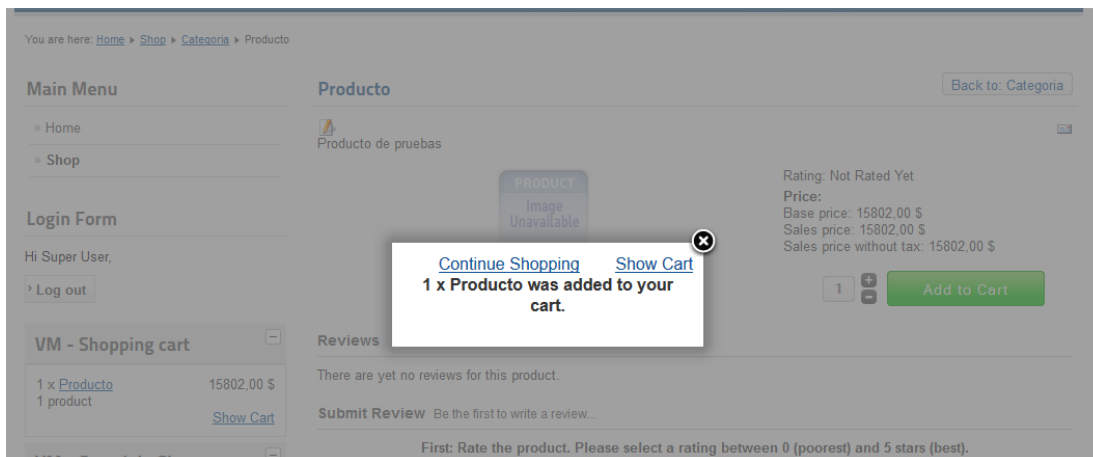 You are here: Home ▸ Shop ▸ Categoria ▸ Producto
Main Menu
Home
Shop
Login Form
Hi Super User,
Log out
VM - Shopping cart
1 x Producto 15802,00 $
1 product
Show Cart
Producto
Back to: Categoria
Producto de pruebas
PRODUCT
Image
Unavailable
Rating: Not Rated Yet
Price:
Base price: 15802,00 $
Sales price: 15802,00 $
Sales price without tax: 15802,00 $
1
Add to Cart
Continue Shopping Show Cart
1 x Producto was added to your
cart.
Reviews
There are yet no reviews for this product.
Submit Review Be the first to write a review...
First: Rate the product. Please select a rating between 0 (poorest) and 5 stars (best).